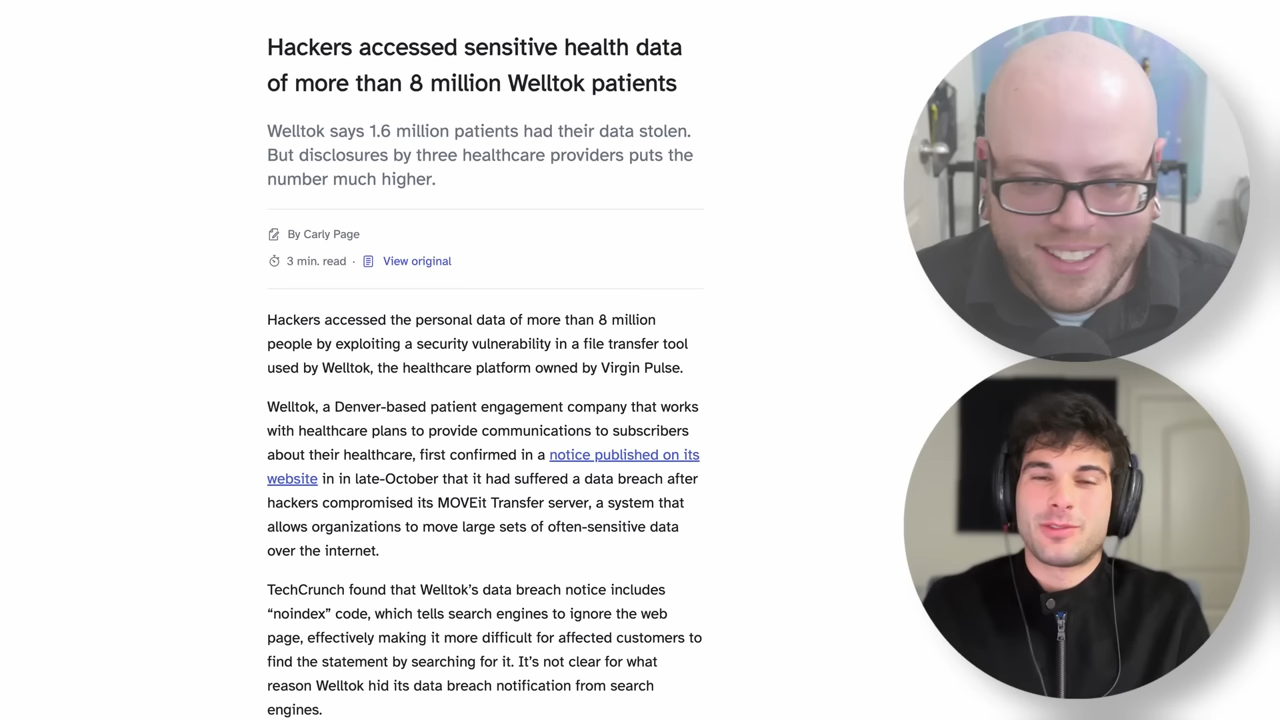 Hackers accessed sensitive health data
of more than 8 million Welltok patients
Welltok says 1.6 million patients had their data stolen.
But disclosures by three healthcare providers puts the
number much higher.
By Carly Page
3 min. read · View original
Hackers accessed the personal data of more than 8 million
people by exploiting a security vulnerability in a file transfer tool
used by Welltok, the healthcare platform owned by Virgin Pulse.
Welltok, a Denver-based patient engagement company that works
with healthcare plans to provide communications to subscribers
about their healthcare, first confirmed in a notice published on its
website in in late-October that it had suffered a data breach after
hackers compromised its MOVEit Transfer server, a system that
allows organizations to move large sets of often-sensitive data
over the internet.
TechCrunch found that Welltok’s data breach notice includes
“noindex” code, which tells search engines to ignore the web
page, effectively making it more difficult for affected customers to
find the statement by searching for it. It’s not clear for what
reason Welltok hid its data breach notification from search
engines.